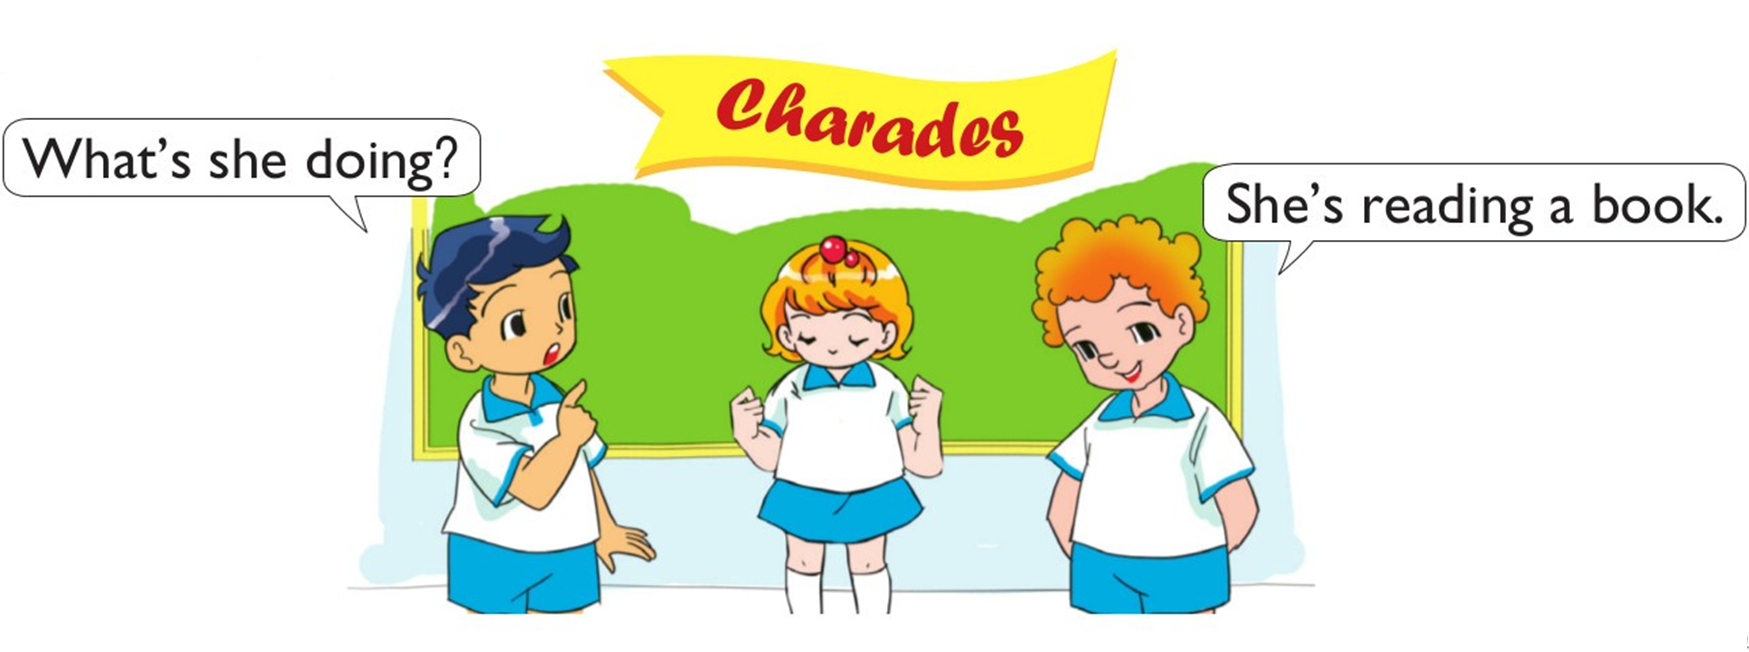 Charades
What's she doing?
She's reading a book.